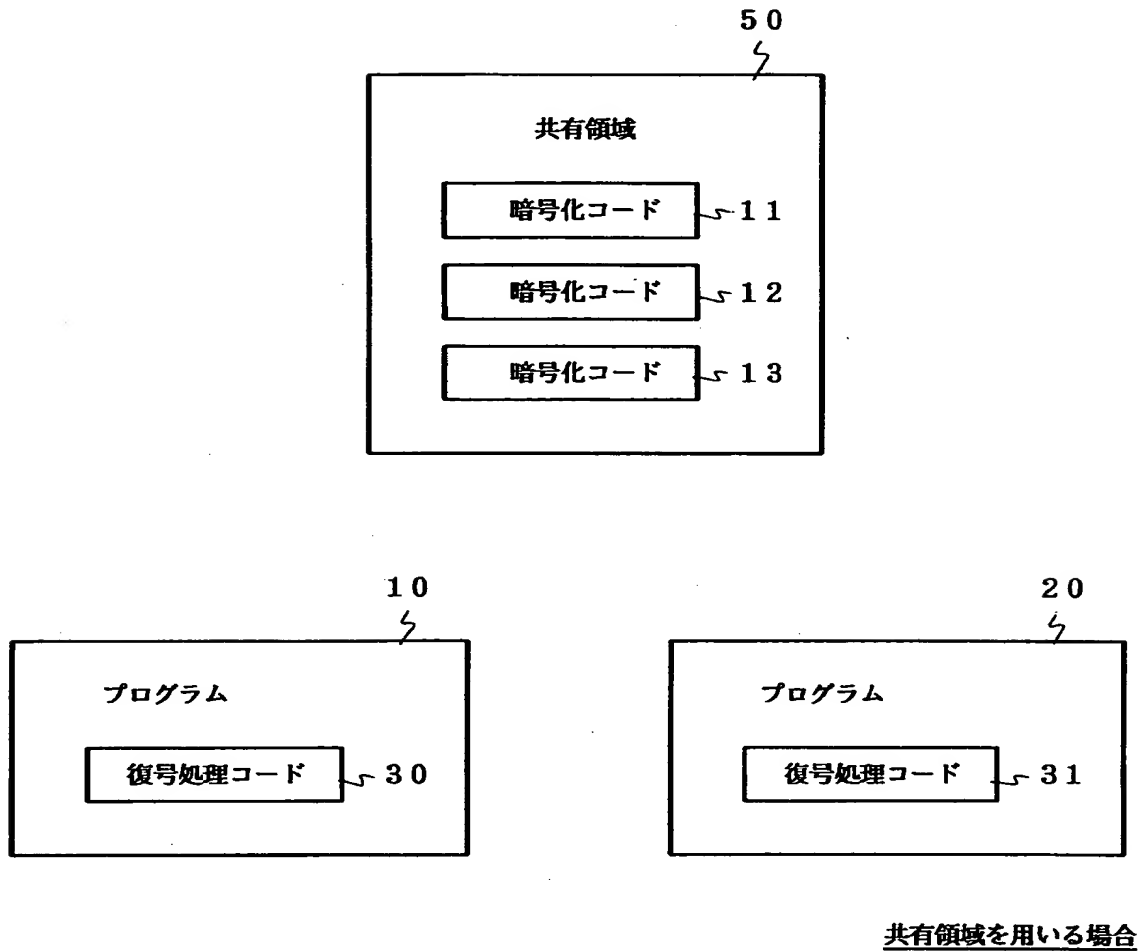 ５０
共有領域
暗号化コード １１
暗号化コード １２
暗号化コード １３
１０
プログラム
復号処理コード ３０
２０
プログラム
復号処理コード ３１
共有領域を用いる場合